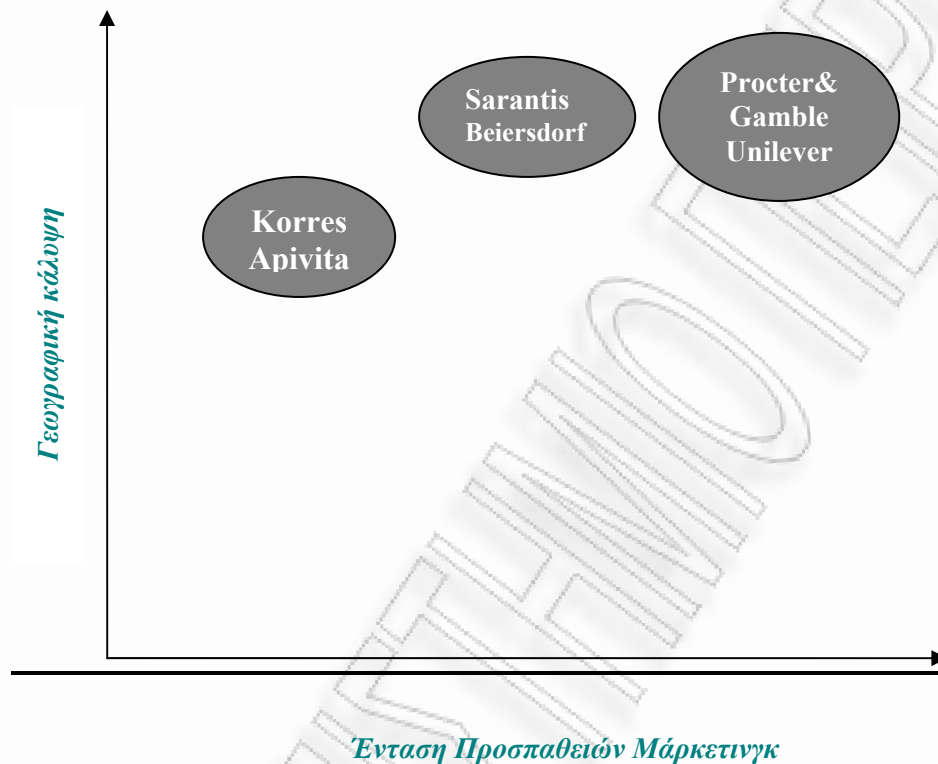 Procter&
Gamble
Unilever
Sarantis
Beiersdorf
Korres
Apivita
Γεωγραφική κάλυψη
Ένταση Προσπαθειών Μάρκετινγκ